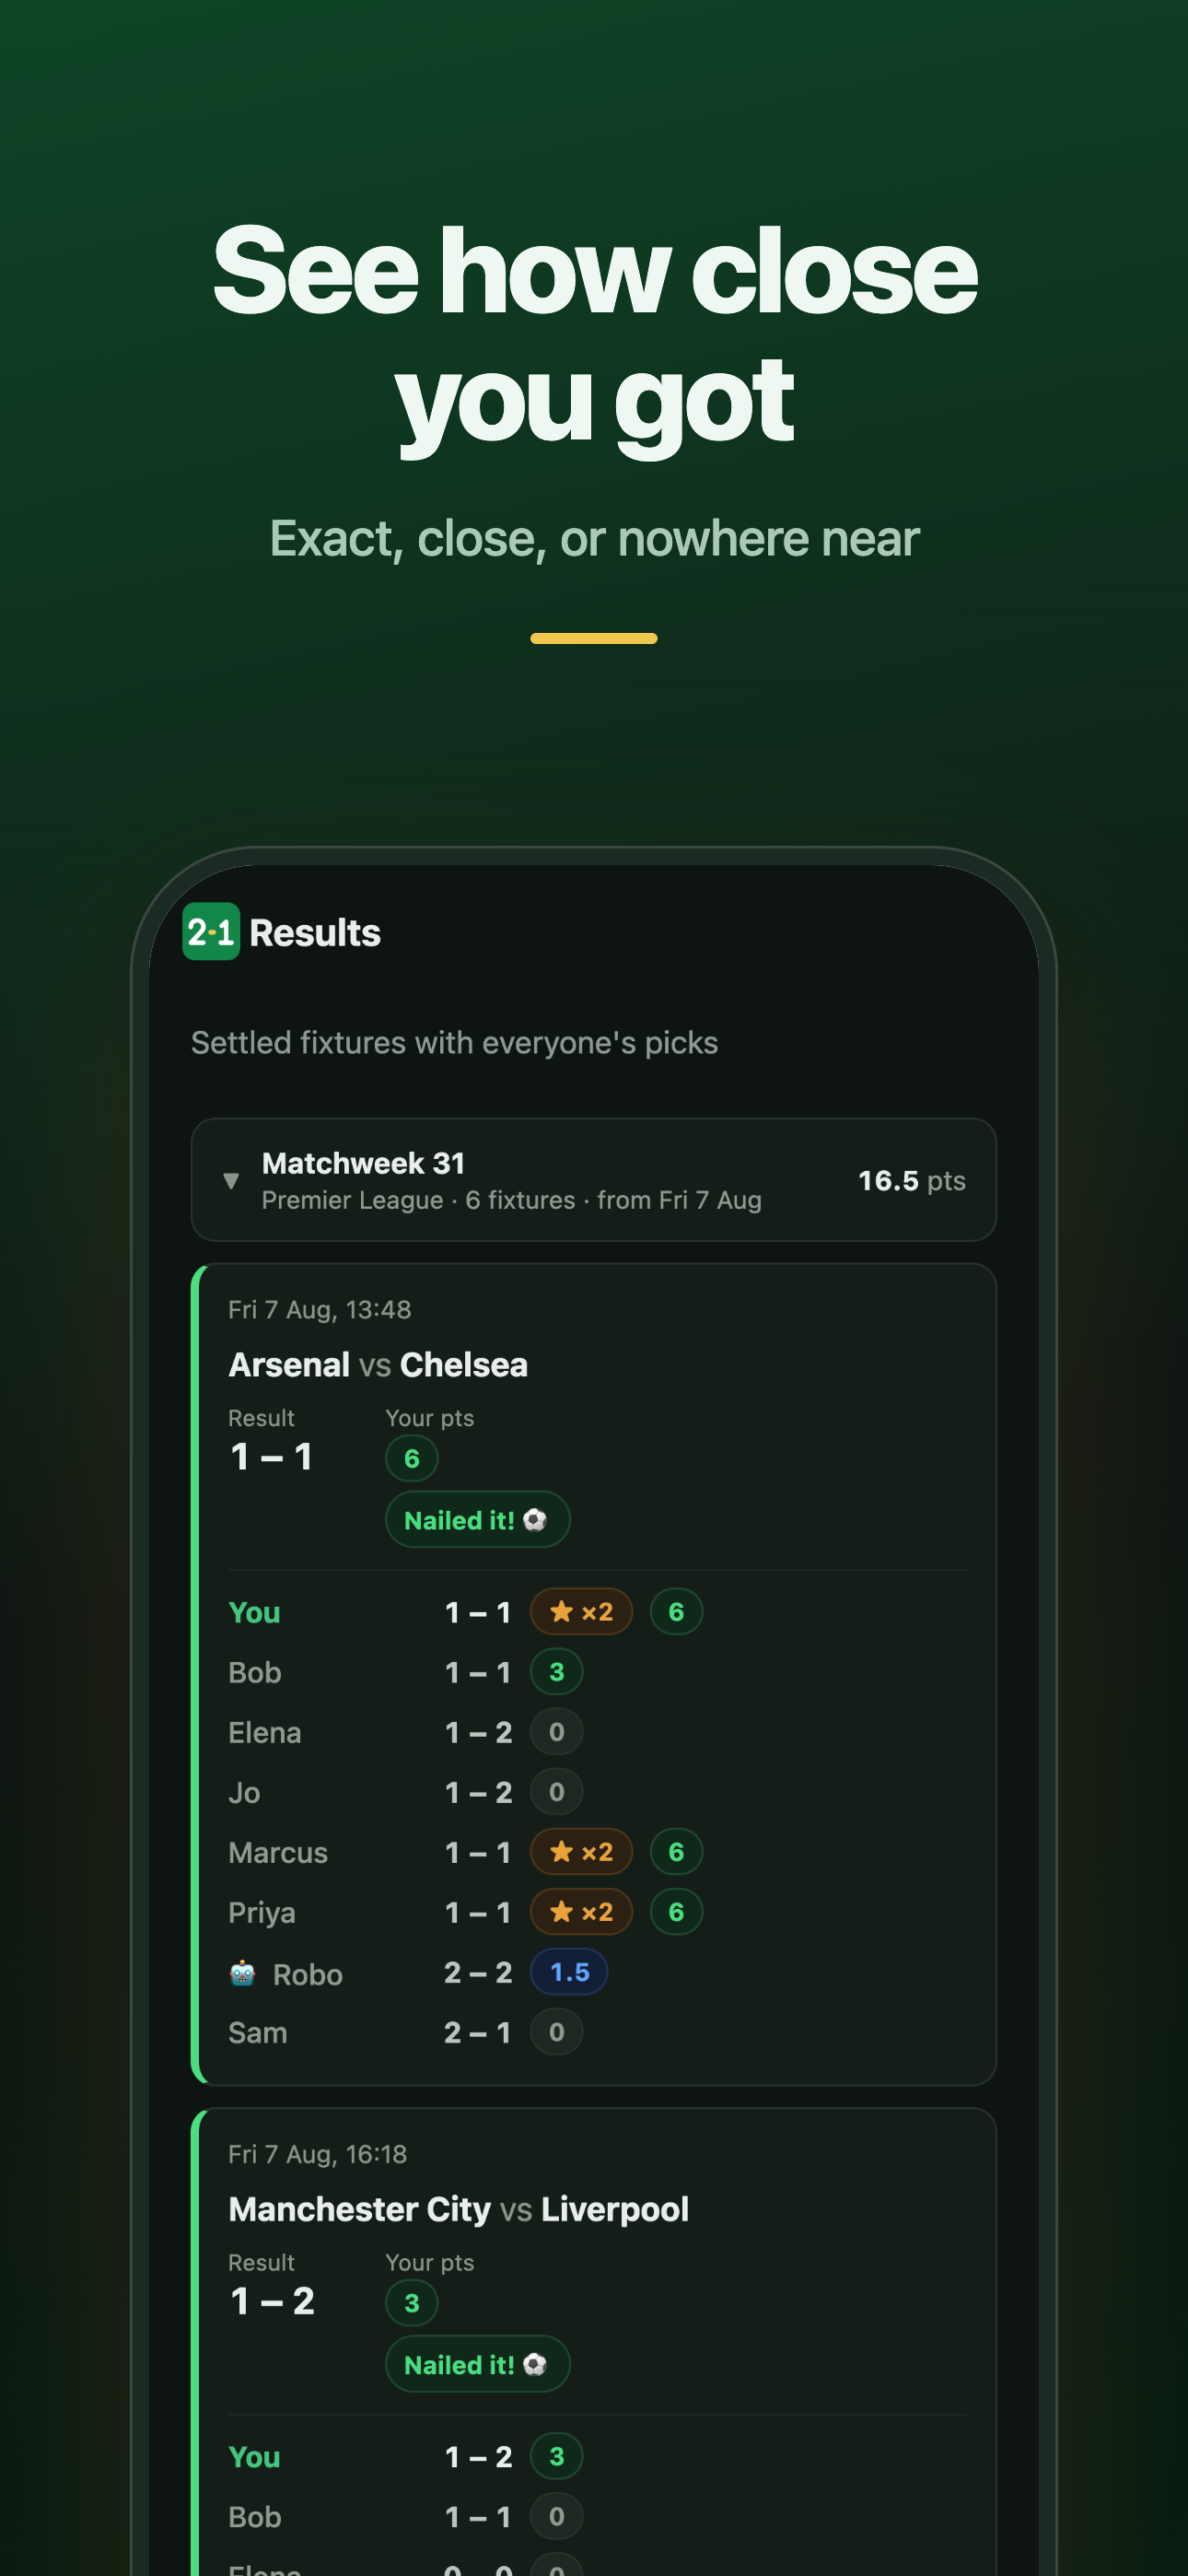 See how close
you got
Exact, close, or nowhere near
2-1 Results
Settled fixtures with everyone's picks
▼ Matchweek 31
Premier League · 6 fixtures · from Fri 7 Aug
16.5 pts
Fri 7 Aug, 13:48
Arsenal vs Chelsea
Result Your pts
1 – 1 6
Nailed it! ⚽
You 1 – 1 ★ ×2 6
Bob 1 – 1 3
Elena 1 – 2 0
Jo 1 – 2 0
Marcus 1 – 1 ★ ×2 6
Priya 1 – 1 ★ ×2 6
🤖 Robo 2 – 2 1.5
Sam 2 – 1 0
Fri 7 Aug, 16:18
Manchester City vs Liverpool
Result Your pts
1 – 2 3
Nailed it! ⚽
You 1 – 2 3
Bob 1 – 1 0